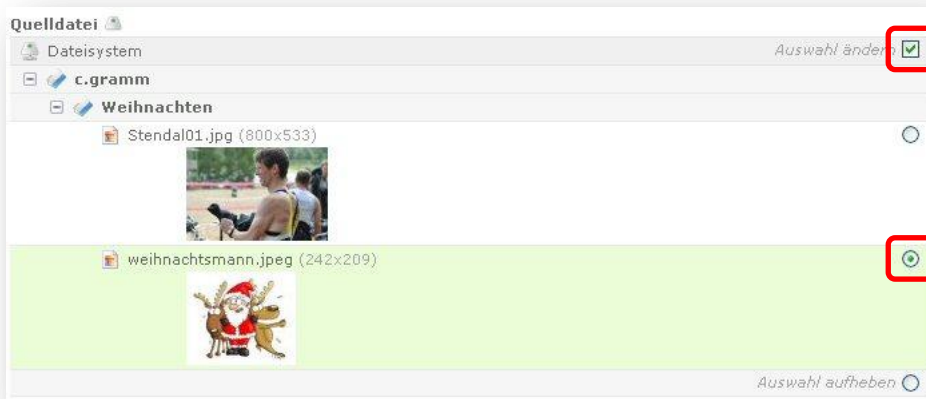 Quelldatei
Dateisystem Auswahl ändern
c.gramm
Weihnachten
Stendal01.jpg (800x533)
weihnachtsmann.jpeg (242x209)
Auswahl aufheben